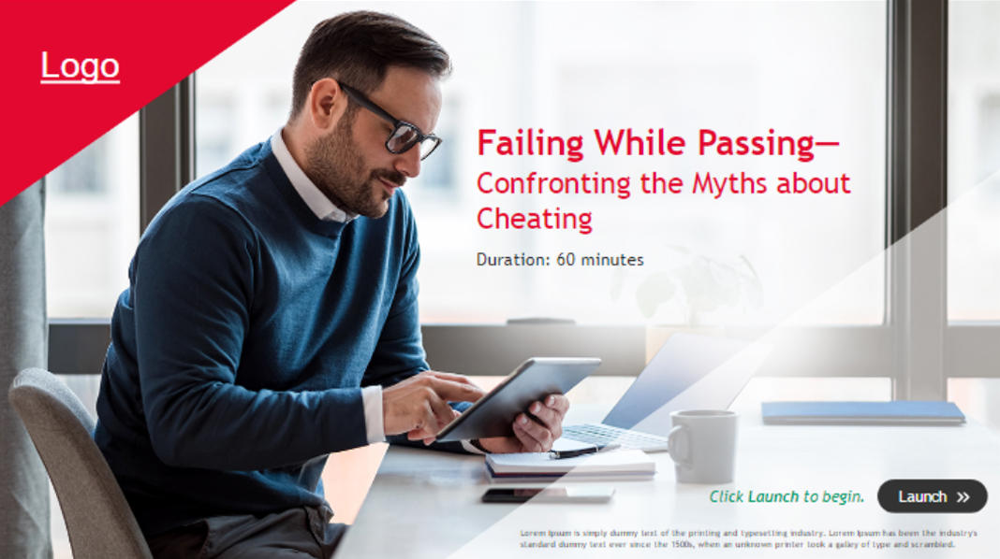 Logo
Failing While Passing—
Confronting the Myths about
Cheating
Duration: 60 minutes
Click Launch to begin.
Launch »
Lorem Ipsum is simply dummy text of the printing and typesetting industry. Lorem Ipsum has been the industry's
standard dummy text ever since the 1500s, when an unknown printer took a galley of type and scrambled.